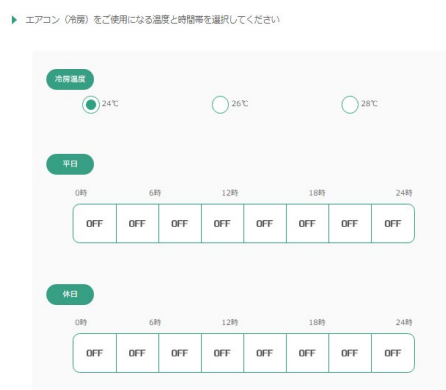 エアコン（冷房）をご使用になる温度と時間帯を選択してください
冷房温度
24℃ 26℃ 28℃
平日
0時 6時 12時 18時 24時
OFF OFF OFF OFF OFF OFF OFF OFF
休日
0時 6時 12時 18時 24時
OFF OFF OFF OFF OFF OFF OFF OFF